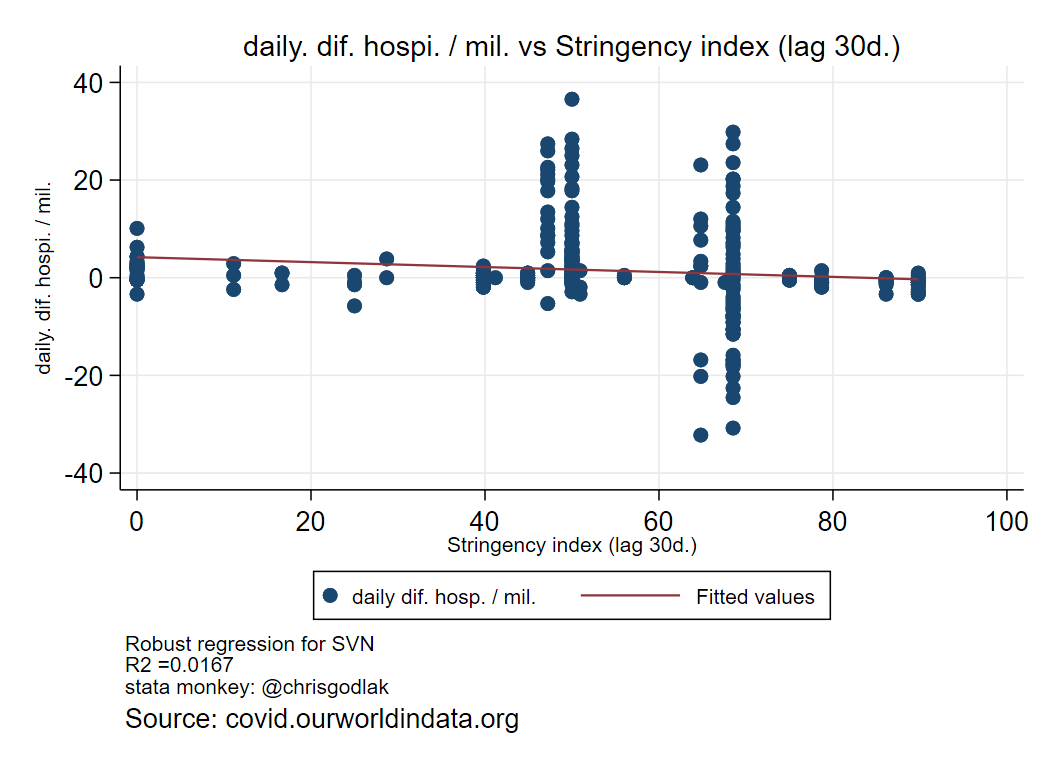 daily. dif. hospi. / mil. vs Stringency index (lag 30d.)
daily. dif. hospi. / mil.
40
20
0
-20
-40
0 20 40 60 80 100
Stringency index (lag 30d.)
daily dif. hosp. / mil. Fitted values
Robust regression for SVN
R2 =0.0167
stata monkey: @chrisgodlak
Source: covid.ourworldindata.org